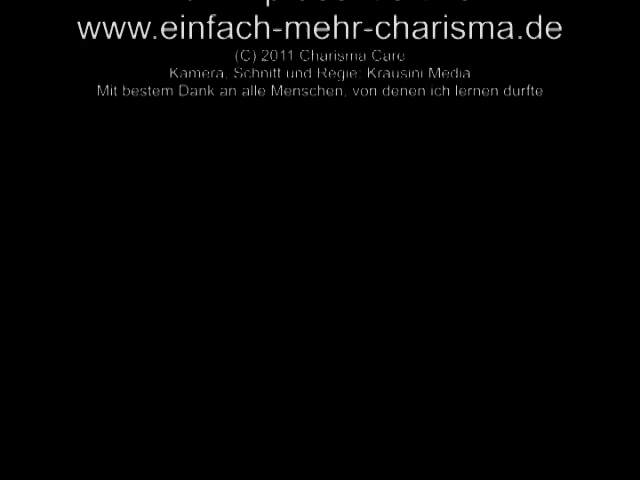 www.einfach-mehr-charisma.de
(C) 2011 Charisma Care
Kamera, Schnitt und Regie: Krausini Media
Mit bestem Dank an alle Menschen, von denen ich lernen durfte